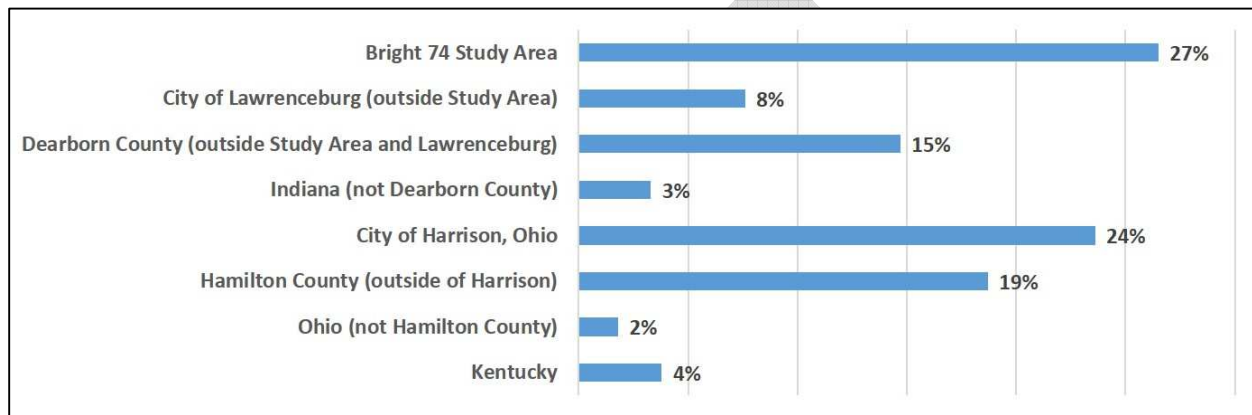 Bright 74 Study Area 27%
City of Lawrenceburg (outside Study Area) 8%
Dearborn County (outside Study Area and Lawrenceburg) 15%
Indiana (not Dearborn County) 3%
City of Harrison, Ohio 24%
Hamilton County (outside of Harrison) 19%
Ohio (not Hamilton County) 2%
Kentucky 4%